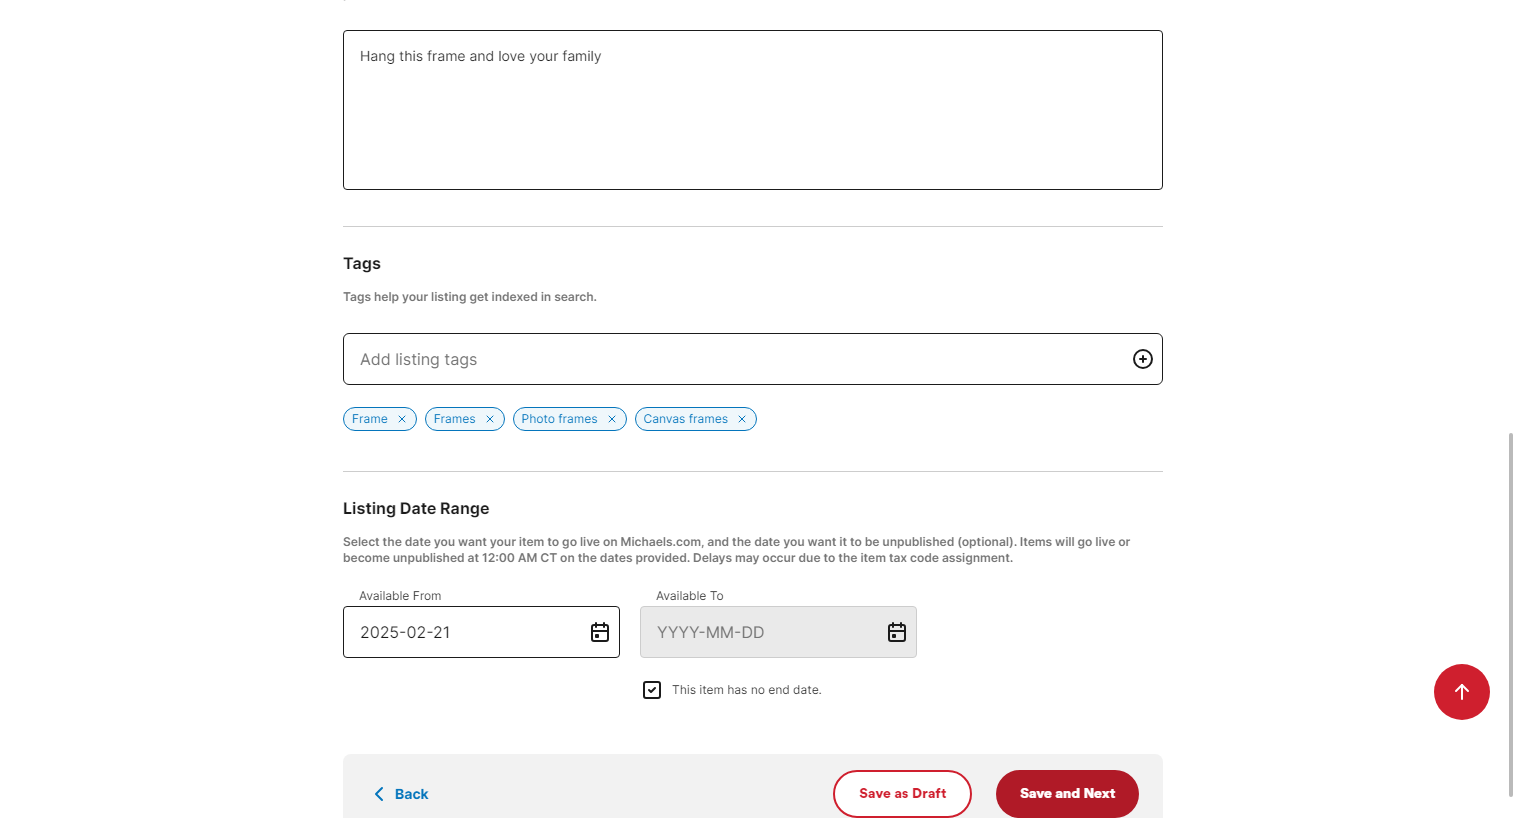 Hang this frame and love your family
Tags
Tags help your listing get indexed in search.
Add listing tags
Frame
Frames
Photo frames
Canvas frames
Listing Date Range
Select the date you want your item to go live on Michaels.com, and the date you want it to be unpublished (optional). Items will go live or
become unpublished at 12:00 AM CT on the dates provided. Delays may occur due to the item tax code assignment.
Available From
Available To
2025-02-21
YYYY-MM-DD
This item has no end date.
Back
Save as Draft
Save and Next